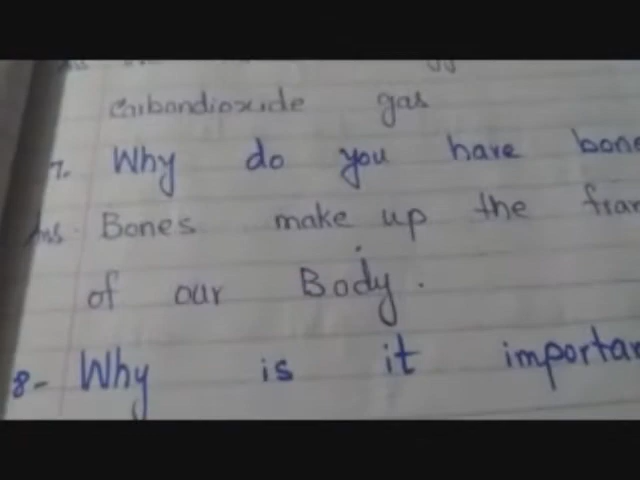 Carbondioxide gas
7. Why do you have bone
Ans. Bones make up the fram
of our Body.
8- Why is it importan